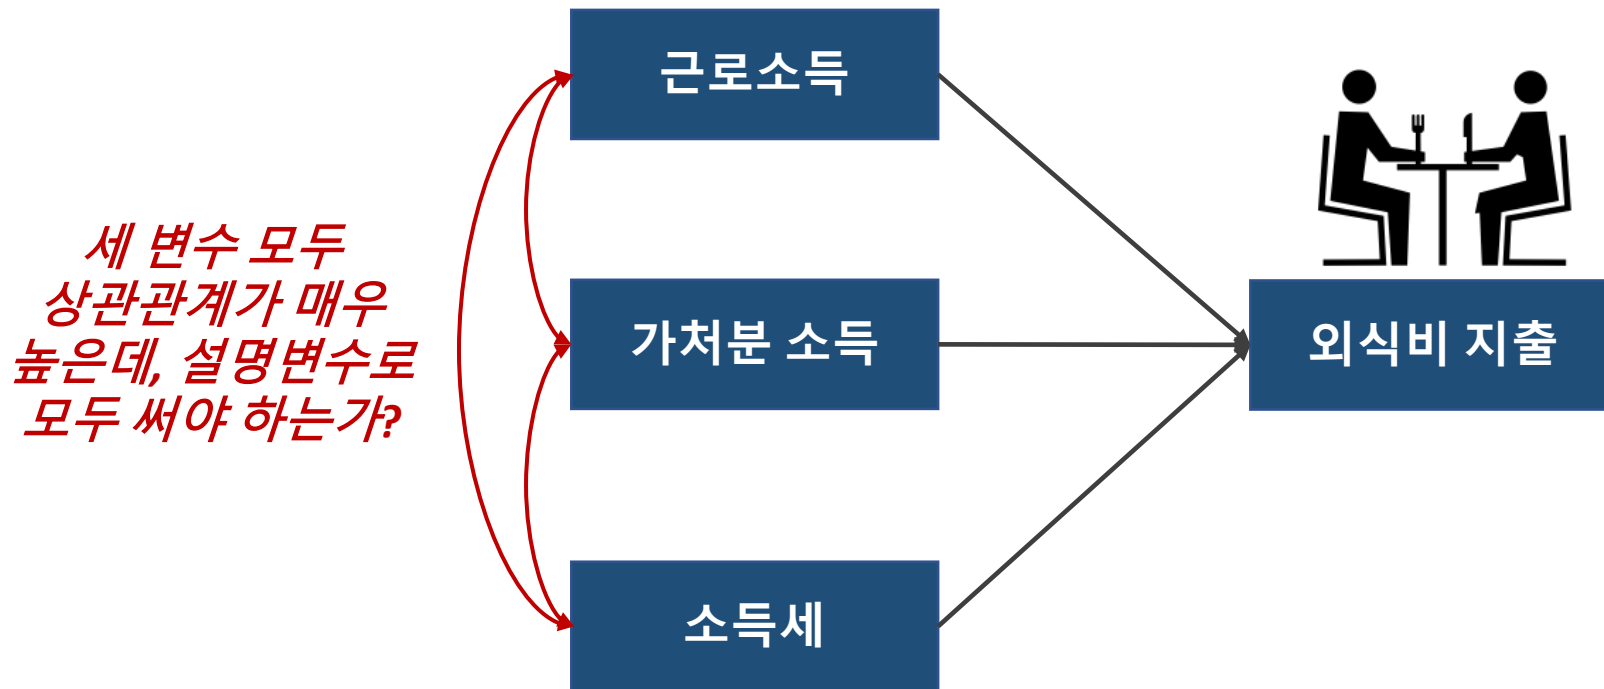 근로소득
세 변수 모두
상관관계가 매우
높은데, 설명변수로
모두 써야 하는가?
가처분 소득
외식비 지출
소득세